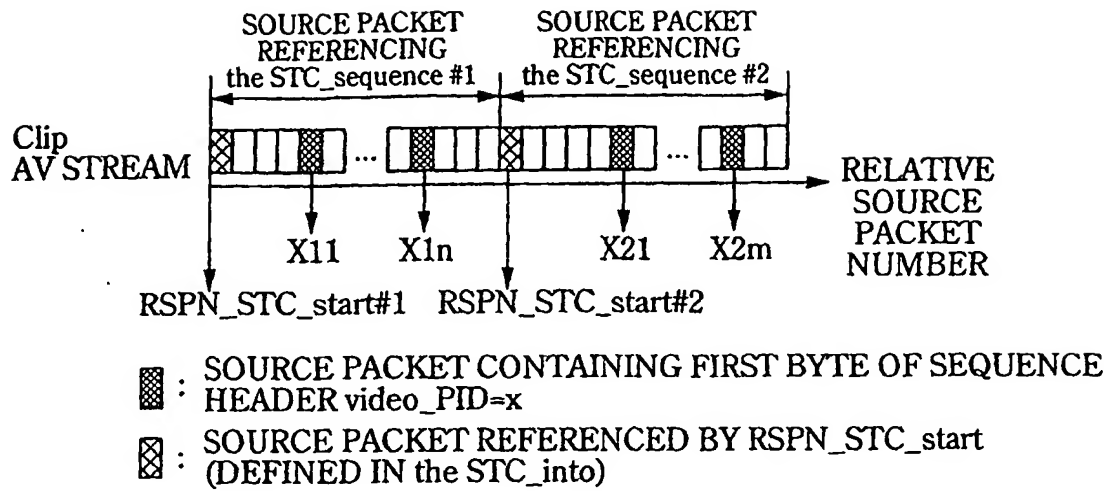 SOURCE PACKET
REFERENCING
the STC_sequence #1
SOURCE PACKET
REFERENCING
the STC_sequence #2
Clip
AV STREAM
...
...
RELATIVE
SOURCE
PACKET
NUMBER
X11
X1n
X21
X2m
RSPN_STC_start#1
RSPN_STC_start#2
: SOURCE PACKET CONTAINING FIRST BYTE OF SEQUENCE
HEADER video_PID=x
: SOURCE PACKET REFERENCED BY RSPN_STC_start
(DEFINED IN the STC_into)